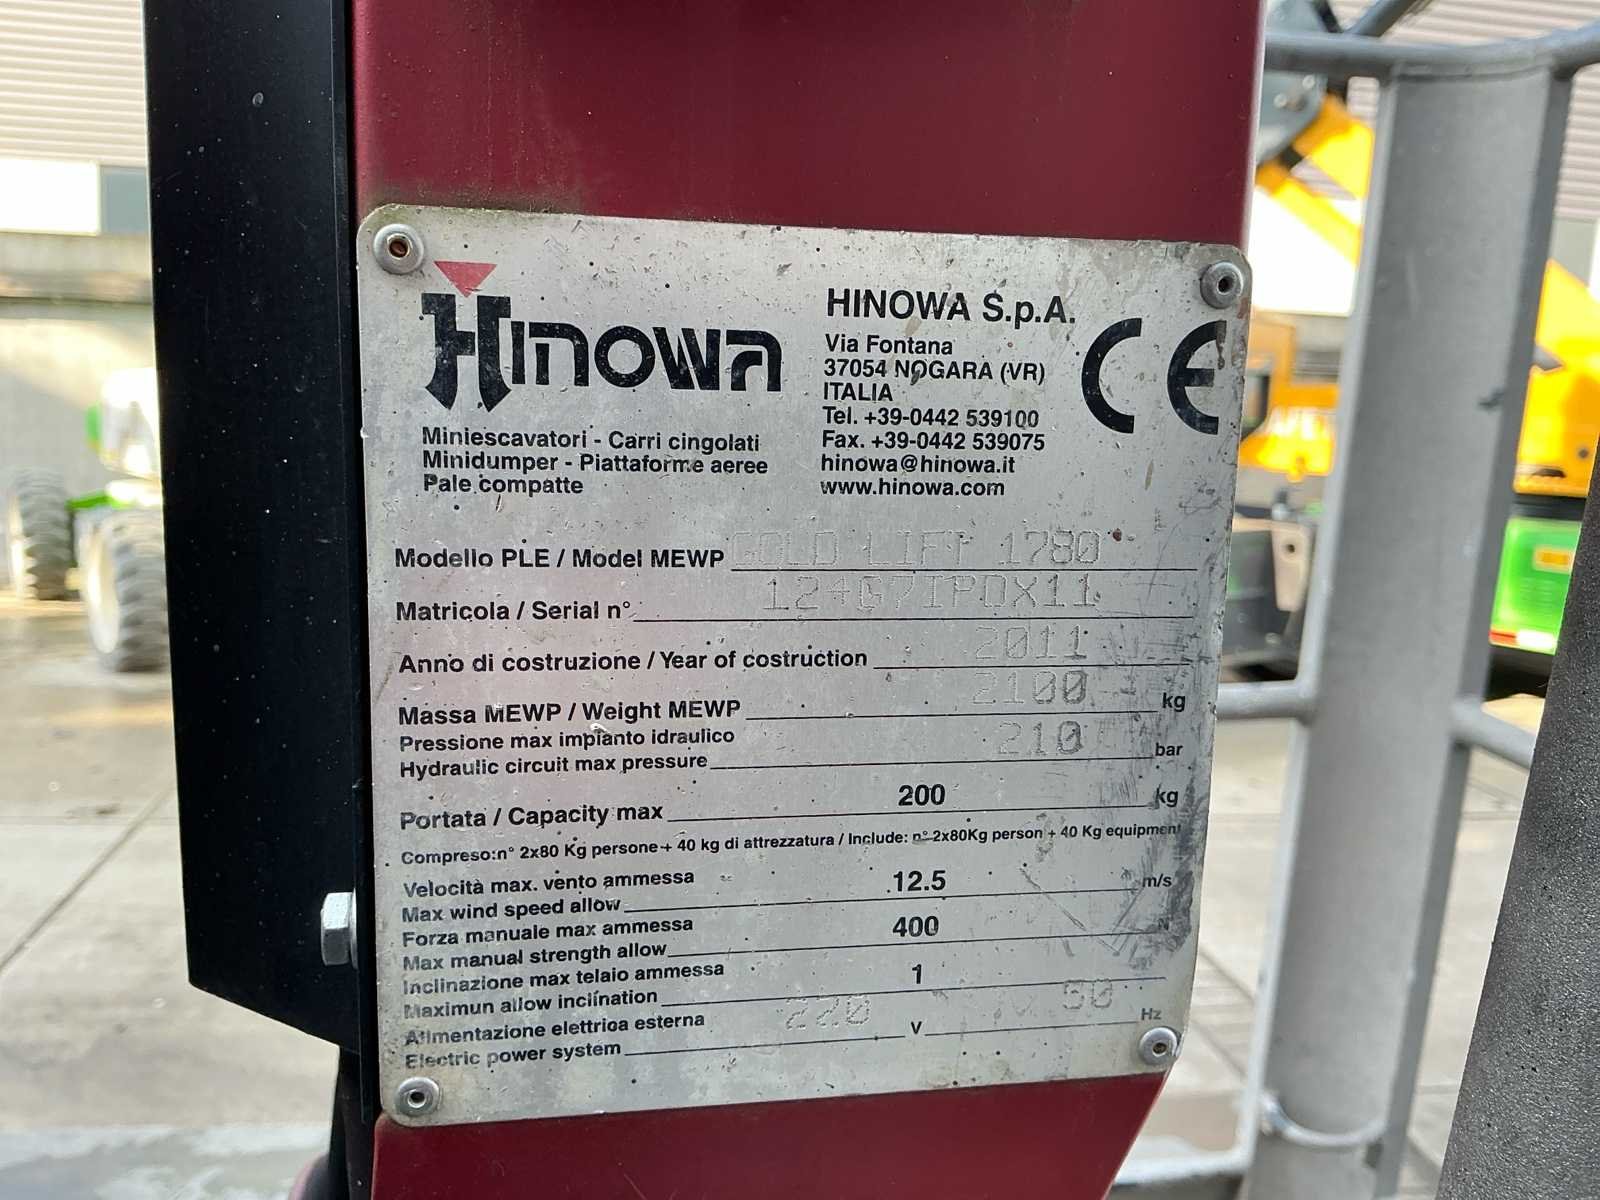 HINOWA
Miniescavatori - Carri cingolati
Minidumper - Piattaforme aeree
Pale compatte
HINOWA S.p.A.
Via Fontana
37054 NOGARA (VR)
ITALIA
Tel. +39-0442 539100
Fax. +39-0442 539075
hinowa@hinowa.it
www.hinowa.com
CE
Modello PLE / Model MEWP GOLD LIFT 1780
Matricola / Serial n°
Anno di costruzione / Year of costruction 2011
Massa MEWP / Weight MEWP 2100 kg
Pressione max impianto idraulico
Hydraulic circuit max pressure 210 bar
Portata / Capacity max 200 kg
Compreso:n° 2x80 Kg persone + 40 kg di attrezzatura / Include: n° 2x80Kg person + 40 Kg equipment
Velocità max. vento ammessa
Max wind speed allow 12.5 m/s
Forza manuale max ammessa
Max manual strength allow 400 N
Inclinazione max telaio ammessa
Maximun allow inclination 1
Alimentazione elettrica esterna
Electric power system 220 V 50 Hz